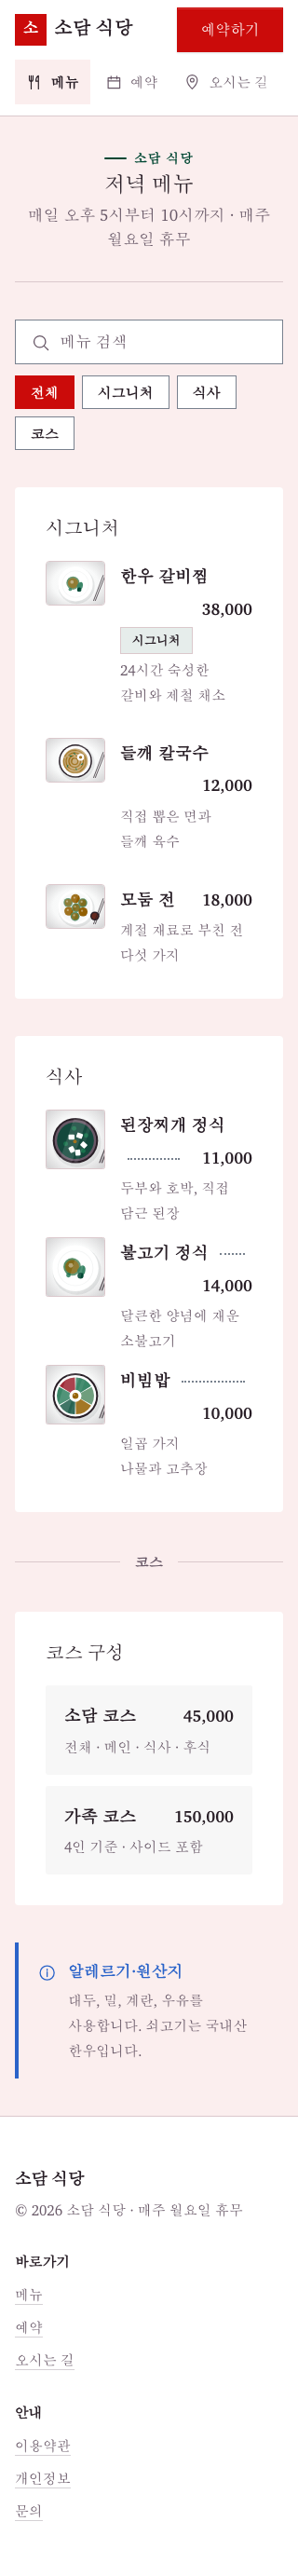 소 소담 식당
예약하기
메뉴 예약 오시는 길
소담 식당
저녁 메뉴
매일 오후 5시부터 10시까지 · 매주
월요일 휴무
메뉴 검색
전체 시그니처 식사
코스
시그니처
한우 갈비찜
38,000
시그니처
24시간 숙성한
갈비와 제철 채소
들깨 칼국수
12,000
직접 뽑은 면과
들깨 육수
모둠 전 18,000
계절 재료로 부친 전
다섯 가지
식사
된장찌개 정식
11,000
두부와 호박, 직접
담근 된장
불고기 정식
14,000
달큰한 양념에 재운
소불고기
비빔밥
10,000
일곱 가지
나물과 고추장
코스
코스 구성
소담 코스 45,000
전채 · 메인 · 식사 · 후식
가족 코스 150,000
4인 기준 · 사이드 포함
알레르기·원산지
대두, 밀, 계란, 우유를
사용합니다. 쇠고기는 국내산
한우입니다.
소담 식당
© 2026 소담 식당 · 매주 월요일 휴무
바로가기
메뉴
예약
오시는 길
안내
이용약관
개인정보
문의